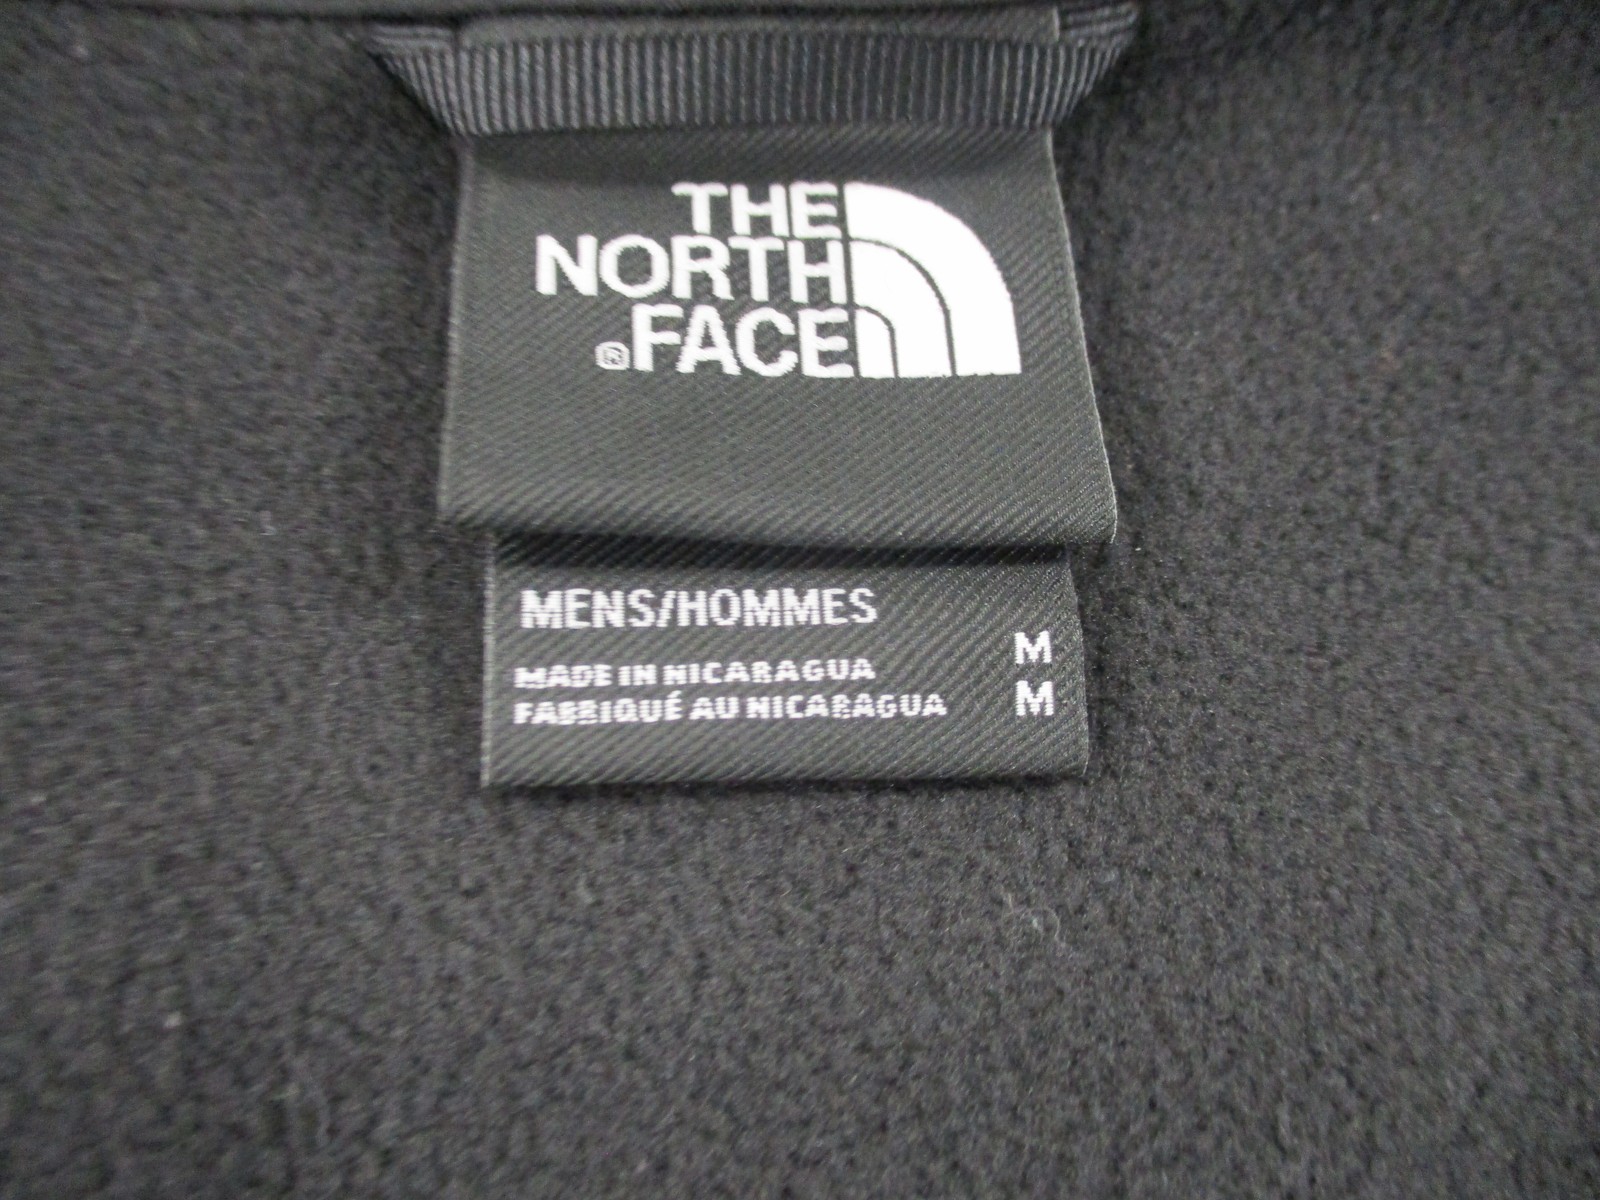 THE
NORTH
®FACE
MENS/HOMMES
M
MADE IN NICARAGUA
FABRIQUÉ AU NICARAGUA
M